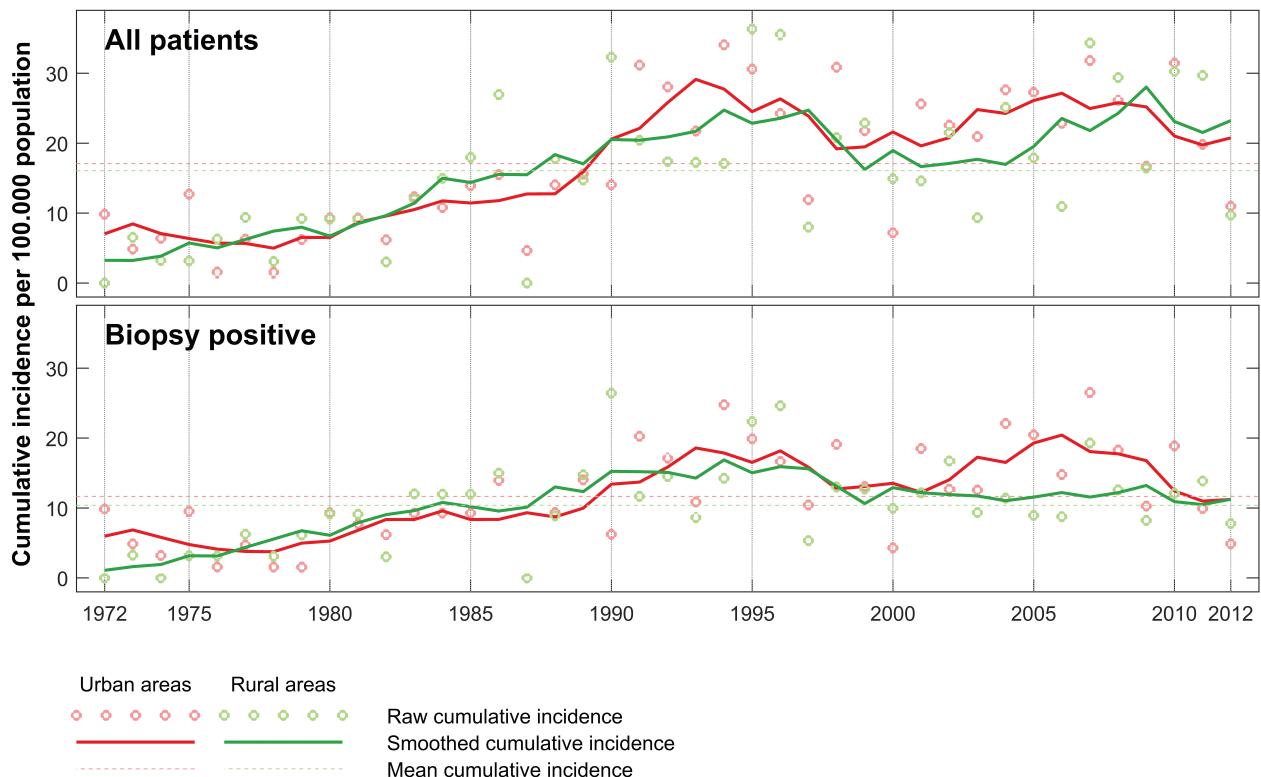 Cumulative incidence per 100.000 population
All patients
30
20
10
0
Biopsy positive
30
20
10
0
1972 1975 1980 1985 1990 1995 2000 2005 2010 2012
Urban areas Rural areas
Raw cumulative incidence
Smoothed cumulative incidence
Mean cumulative incidence